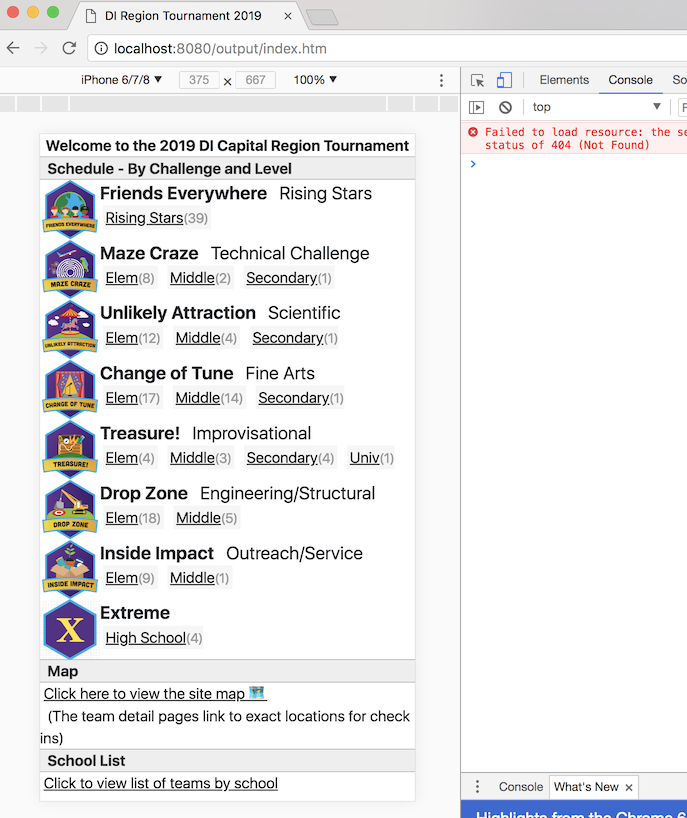 DI Region Tournament 2019 ×
localhost:8080/output/index.htm
iPhone 6/7/8 ▼ 375 × 667 100% ▼
Elements Console So
top ▼
Failed to load resource: the se
status of 404 (Not Found)
Welcome to the 2019 DI Capital Region Tournament
Schedule - By Challenge and Level
FRIENDS EVERYWHERE
Friends Everywhere Rising Stars
Rising Stars(39)
MAZE CRAZE
Maze Craze Technical Challenge
Elem(8) Middle(2) Secondary(1)
UNLIKELY ATTRACTION
Unlikely Attraction Scientific
Elem(12) Middle(4) Secondary(1)
CHANGE OF TUNE
Change of Tune Fine Arts
Elem(17) Middle(14) Secondary(1)
TREASURE!
Treasure! Improvisational
Elem(4) Middle(3) Secondary(4) Univ(1)
DROP ZONE
Drop Zone Engineering/Structural
Elem(18) Middle(5)
INSIDE IMPACT
Inside Impact Outreach/Service
Elem(9) Middle(1)
X
Extreme
High School(4)
Map
Click here to view the site map
(The team detail pages link to exact locations for check
ins)
School List
Click to view list of teams by school
Console What's New ×
Highlights from the Chrome 6